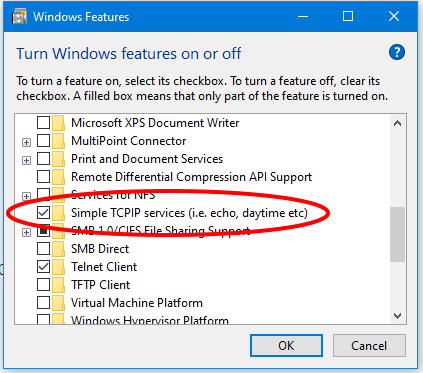 Windows Features
Turn Windows features on or off
To turn a feature on, select its checkbox. To turn a feature off, clear its
checkbox. A filled box means that only part of the feature is turned on.
Microsoft XPS Document Writer
MultiPoint Connector
Print and Document Services
Remote Differential Compression API Support
Services for NFS
Simple TCPIP services (i.e. echo, daytime etc)
SMB 1.0/CIFS File Sharing Support
SMB Direct
Telnet Client
TFTP Client
Virtual Machine Platform
Windows Hypervisor Platform
OK
Cancel